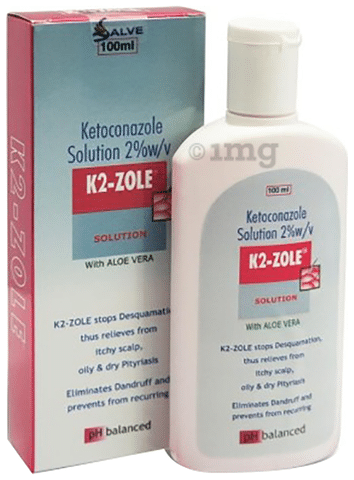 SALVE
100ml
Ketoconazole
Solution 2%w/v
K2-ZOLE
SOLUTION
With ALOE VERA
K2-ZOLE stops Desquamation,
thus relieves from
itchy scalp,
oily & dry Pityriasis
Eliminates Dandruff and
prevents from recurring
pH balanced
K2-ZOLE
1mg
100 ml
Ketoconazole
Solution 2%w/v
K2-ZOLE
SOLUTION
With ALOE VERA
K2-ZOLE stops Desquamation,
thus relieves from
itchy scalp,
oily & dry Pityriasis
Eliminates Dandruff and
prevents from recurring
pH balanced